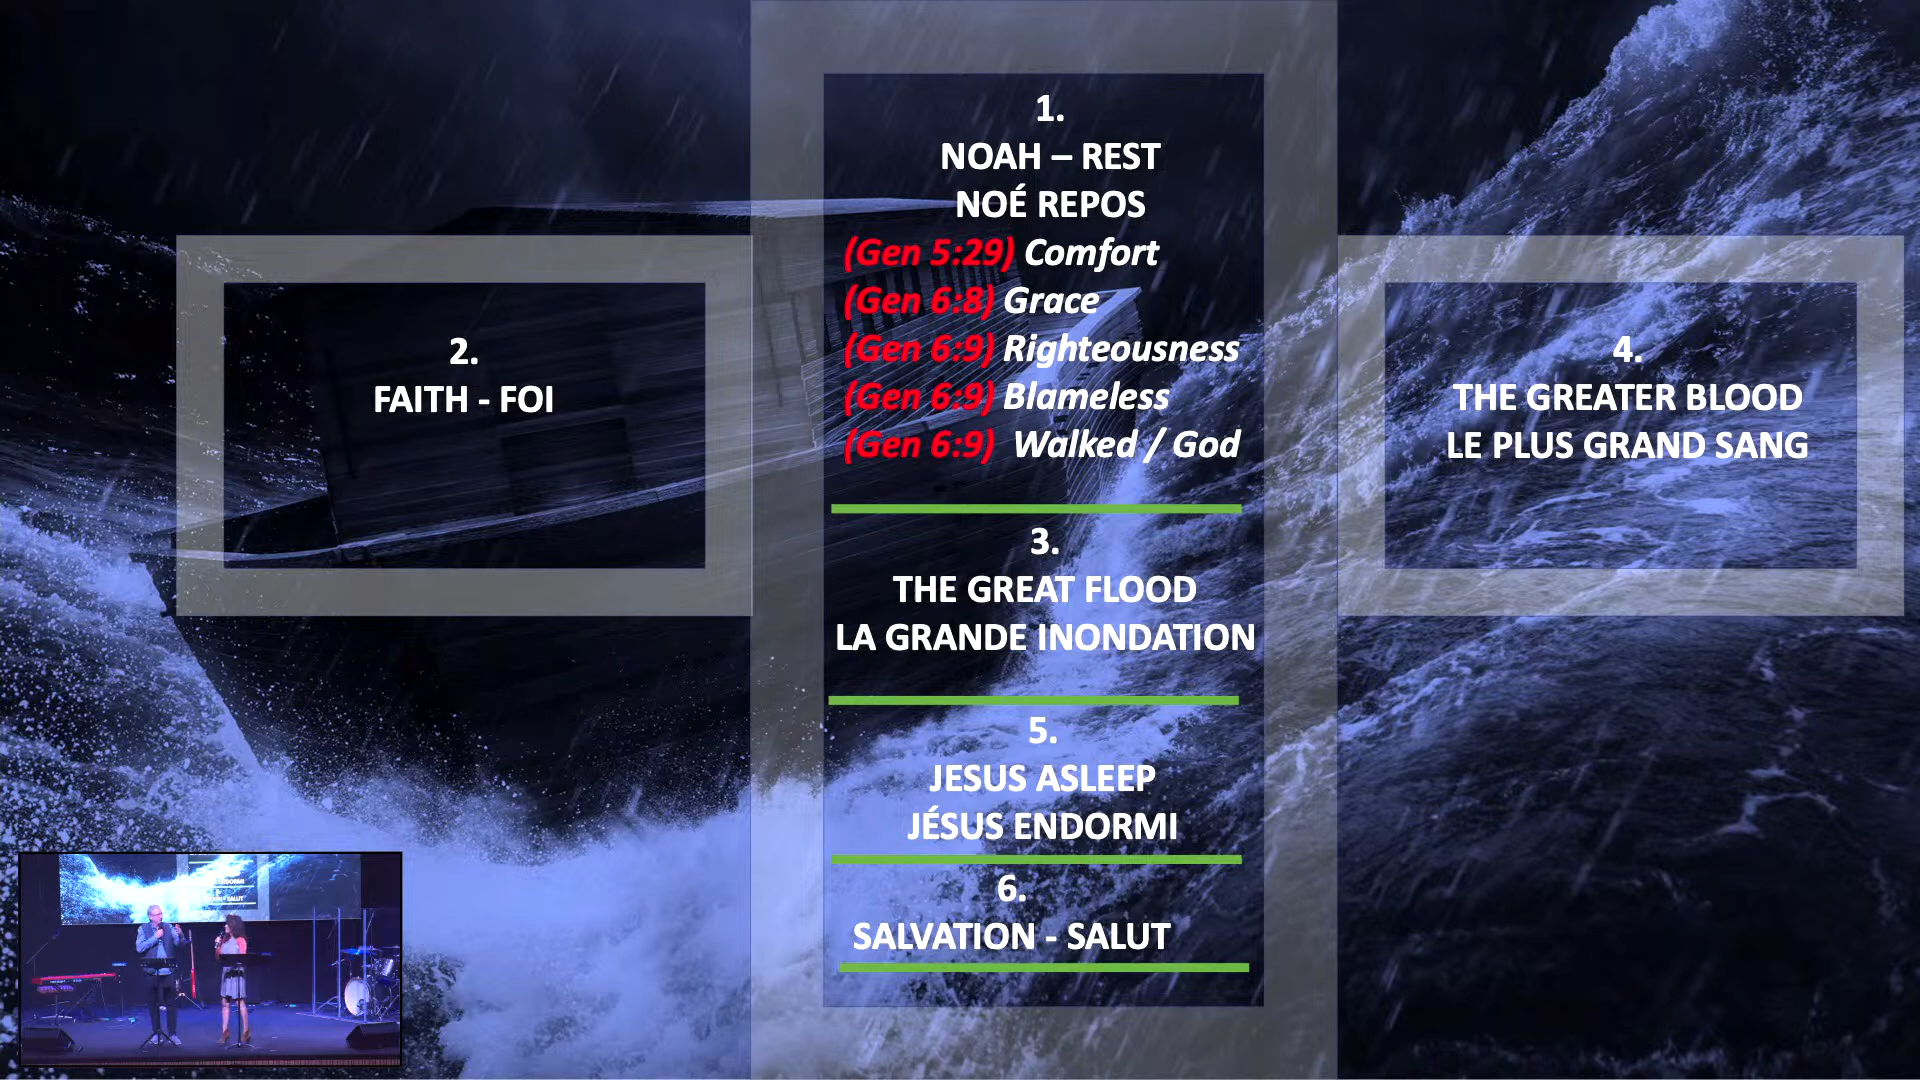 1.
NOAH – REST
NOÉ REPOS
(Gen 5:29) Comfort
(Gen 6:8) Grace
(Gen 6:9) Righteousness
(Gen 6:9) Blameless
(Gen 6:9) Walked / God
2.
FAITH - FOI
3.
THE GREAT FLOOD
LA GRANDE INONDATION
4.
THE GREATER BLOOD
LE PLUS GRAND SANG
5.
JESUS ASLEEP
JÉSUS ENDORMI
6.
SALVATION - SALUT